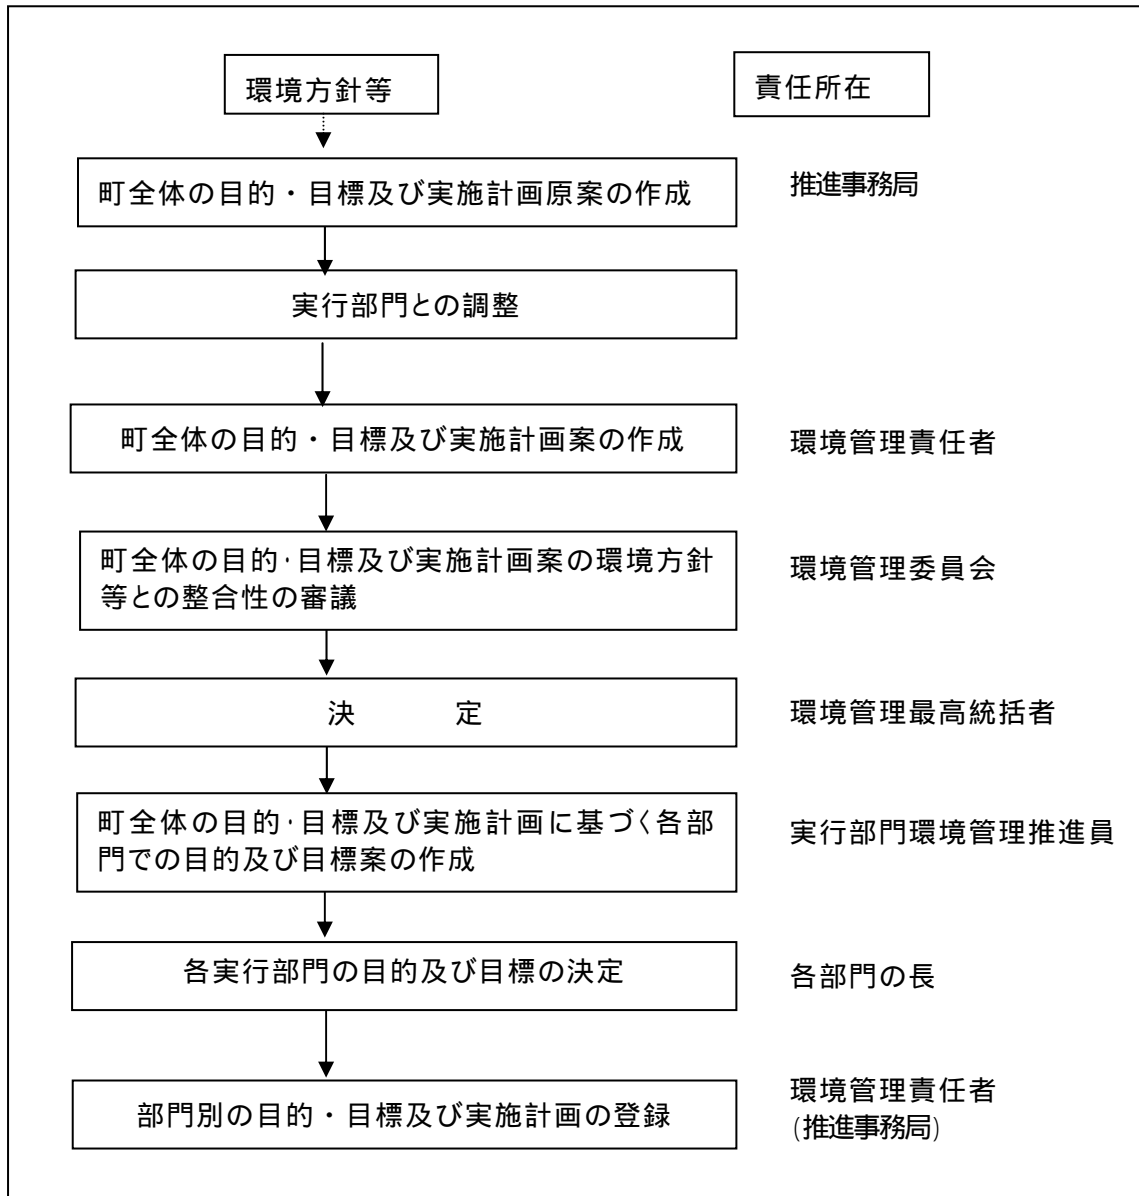 環境方針等
責任所在
町全体の目的・目標及び実施計画原案の作成
推進事務局
実行部門との調整
町全体の目的・目標及び実施計画案の作成
環境管理責任者
町全体の目的・目標及び実施計画案の環境方針
等との整合性の審議
環境管理委員会
決　　　定
環境管理最高統括者
町全体の目的・目標及び実施計画に基づく各部
門での目的及び目標案の作成
実行部門環境管理推進員
各実行部門の目的及び目標の決定
各部門の長
部門別の目的・目標及び実施計画の登録
環境管理責任者
(推進事務局)